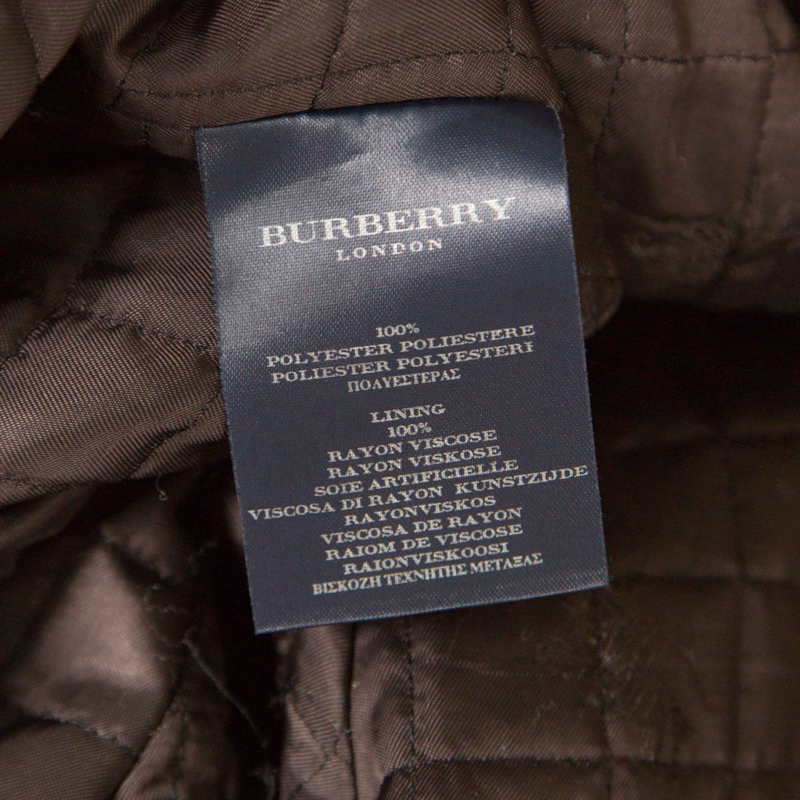 BURBERRY
LONDON
100%
POLYESTER POLIESTERE
POLIESTER POLYESTERI
ΠΟΛΥΕΣΤΕΡΑΣ
LINING
100%
RAYON VISCOSE
RAYON VISKOSE
SOIE ARTIFICIELLE
VISCOSA DI RAYON KUNSTZIJDE
RAYONVISKOS
VISCOSA DE RAYON
RAIOM DE VISCOSE
RAIONVISKOOSI
ΒΙΣΚΟΖΗ ΤΕΧΝΗΤΗΣ ΜΕΤΑΞΑΣ